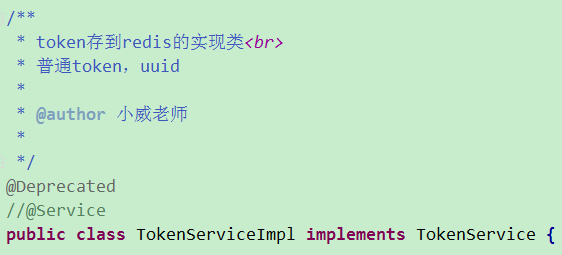 /**
 * token存到redis的实现类<br>
 * 普通token，uuid
 *
 * @author 小威老师
 *
 */
@Deprecated
//@Service
public class TokenServiceImpl implements TokenService {